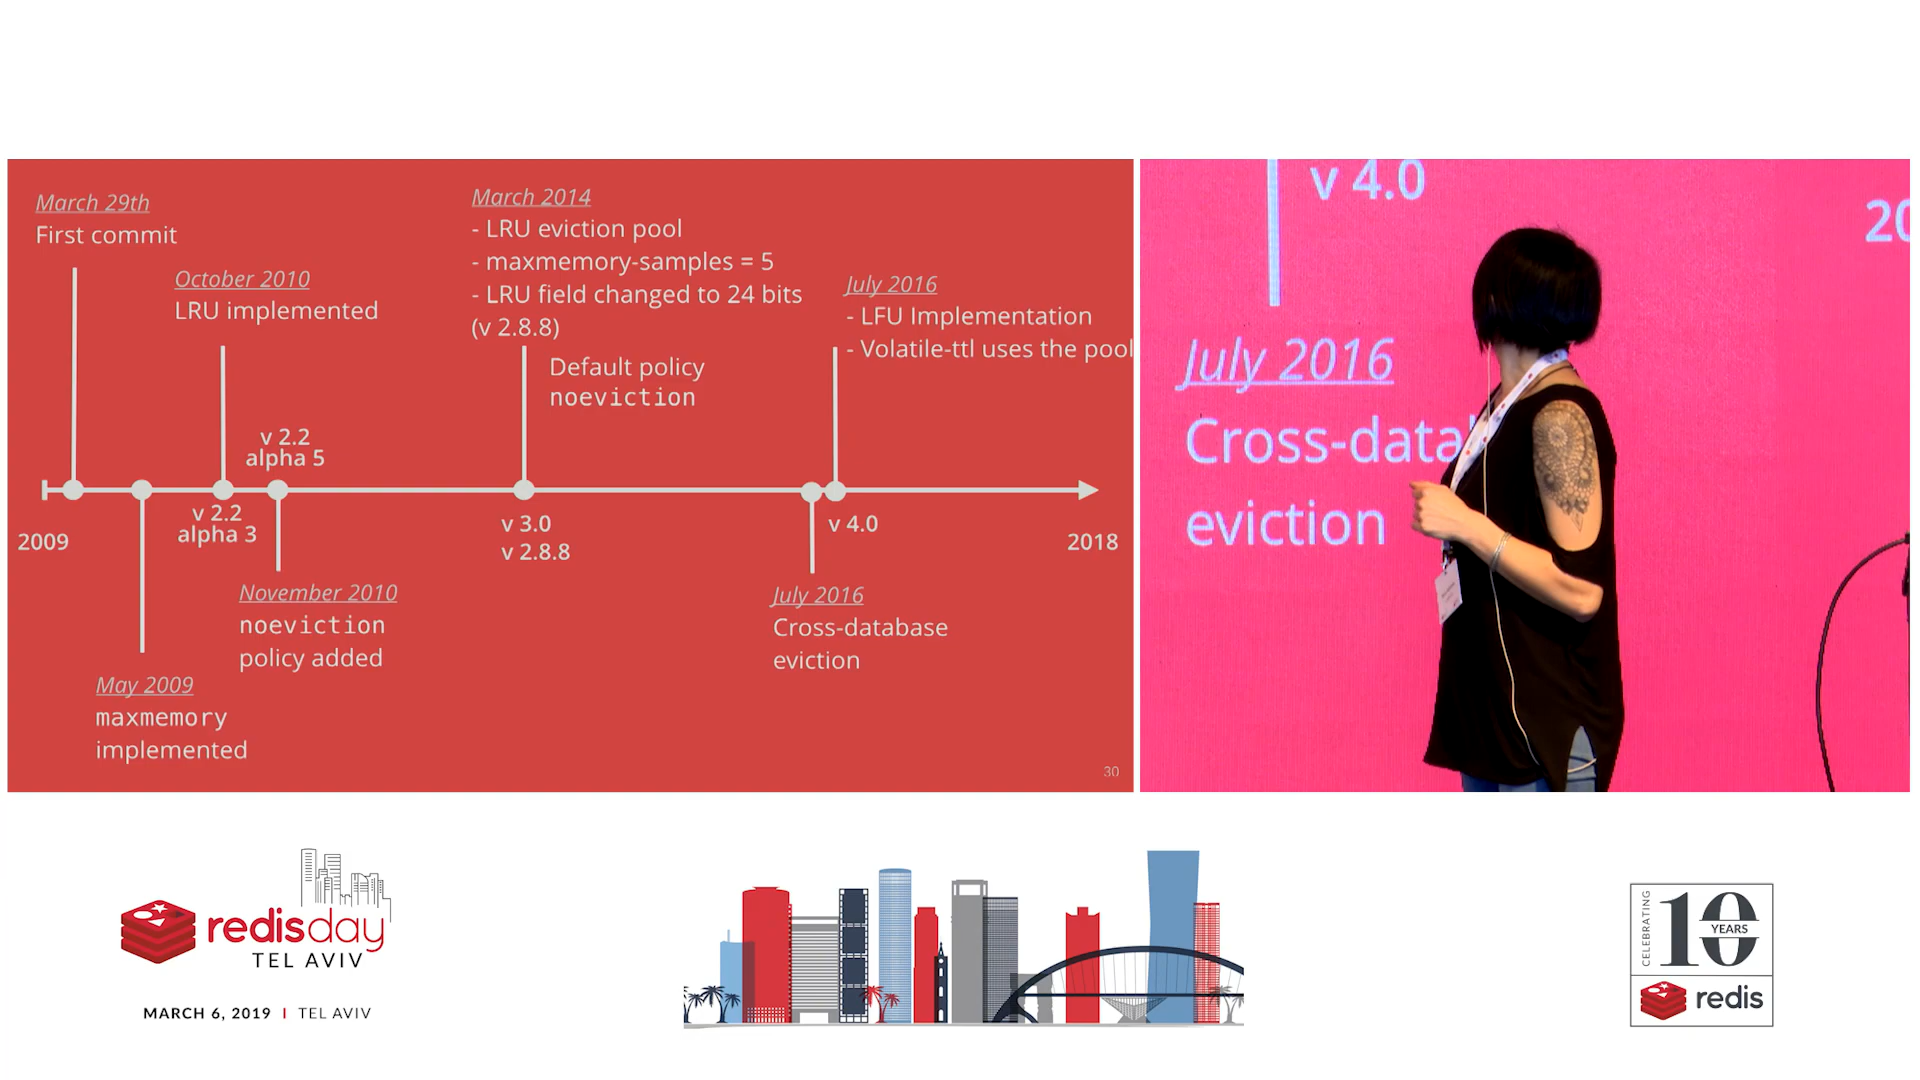 March 29th
First commit
October 2010
LRU implemented
March 2014
- LRU eviction pool
- maxmemory-samples = 5
- LRU field changed to 24 bits
(v 2.8.8)
Default policy
noeviction
July 2016
- LFU Implementation
- Volatile-ttl uses the pool
v 2.2
alpha 5
v 2.2
alpha 3
v 3.0
v 2.8.8
v 4.0
2009
2018
November 2010
noeviction
policy added
July 2016
Cross-database
eviction
May 2009
maxmemory
implemented
30
v 4.0
20
July 2016
Cross-data
eviction
redisday
TEL AVIV
MARCH 6, 2019 | TEL AVIV
CELEBRATING
10
YEARS
redis